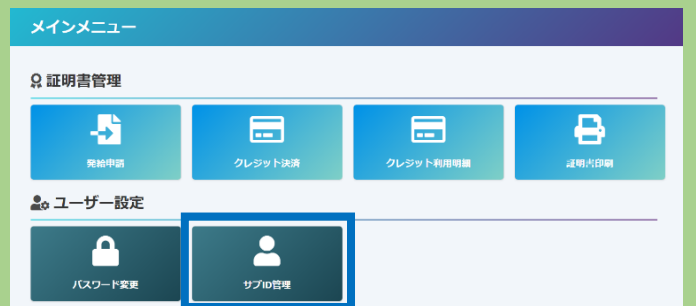 メインメニュー
証明書管理
発給申請
クレジット決済
クレジット利用明細
証明書印刷
ユーザー設定
パスワード変更
サブID管理